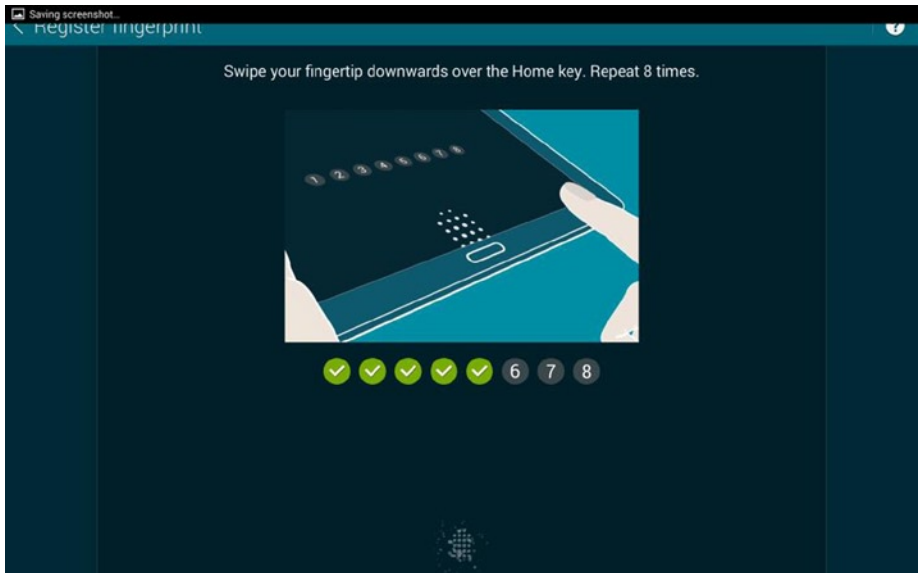 Saving screenshot...
Register fingerprint
?
Swipe your fingertip downwards over the Home key. Repeat 8 times.
1 2 3 4 5 6 7 8
6 7 8